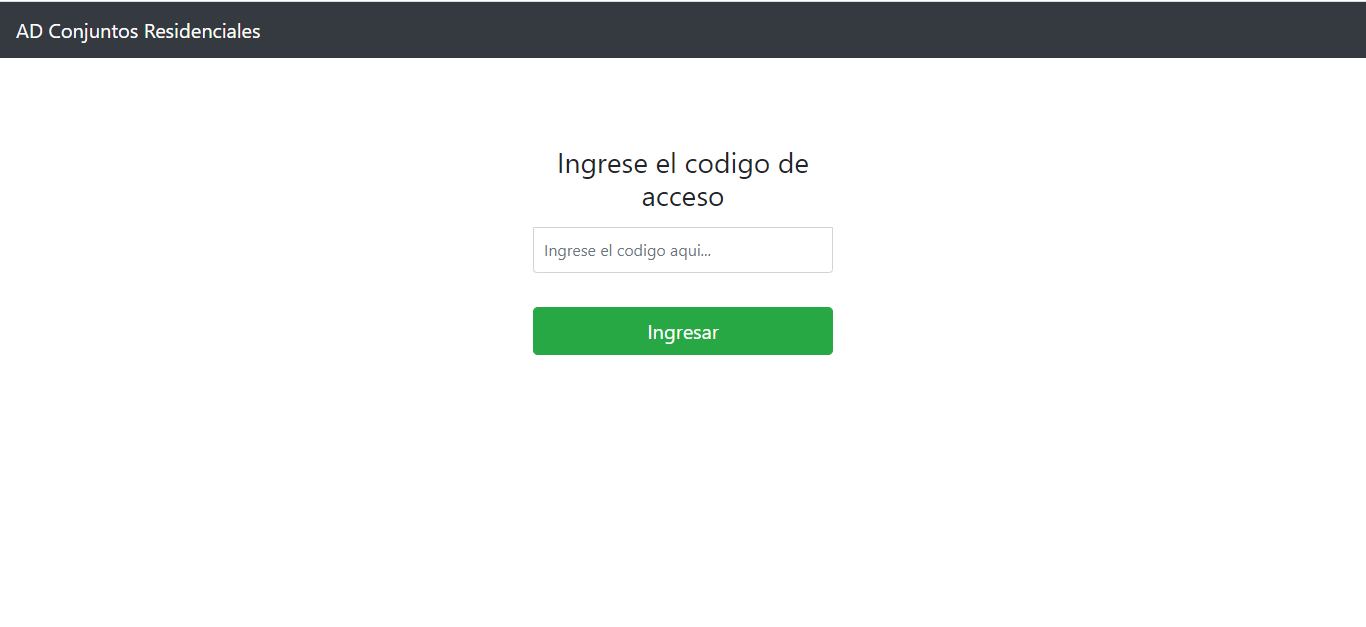 AD Conjuntos Residenciales
Ingrese el codigo de
acceso
Ingrese el codigo aqui...
Ingresar